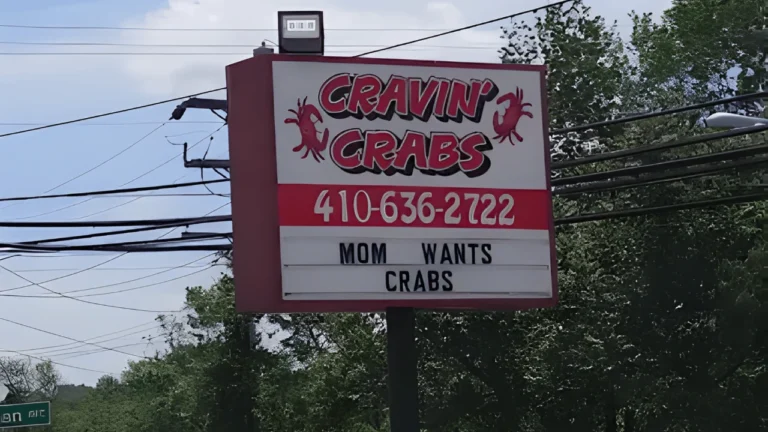 CRAVIN'
CRABS
410-636-2722
MOM WANTS
CRABS